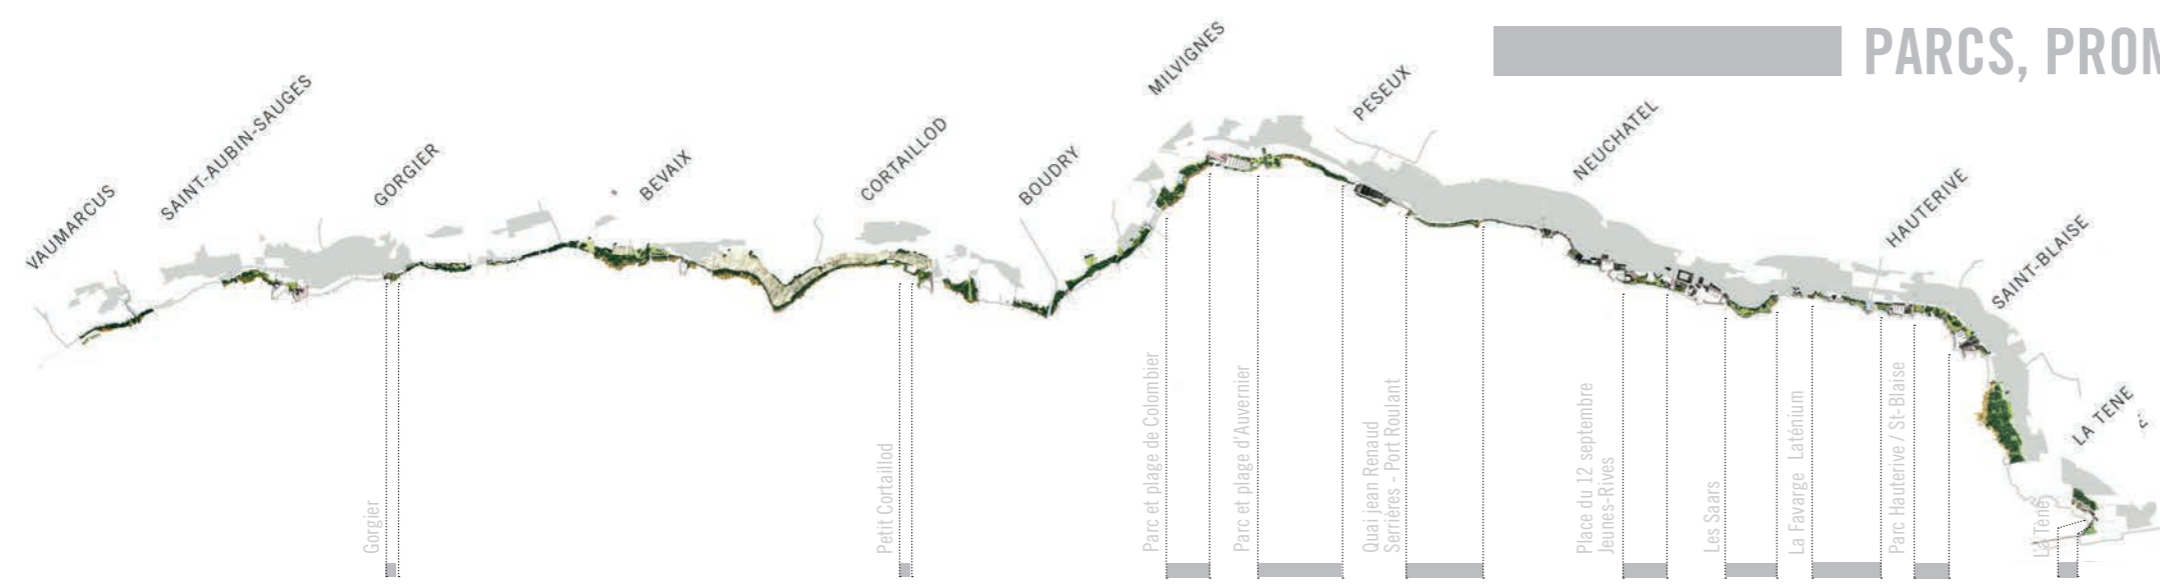 PARCS, PROM
VAUMARCUS
SAINT-AUBIN-SAUGES
GORGIER
BEVAIX
CORTAILLOD
BOUDRY
MILVIGNES
PESEUX
NEUCHATEL
HAUTERIVE
SAINT-BLAISE
LA TENE
Gorgier
Petit Cortaillod
Parc et plage de Colombier
Parc et plage d'Auvernier
Quai jean Renaud
Serrières - Port Roulant
Place du 12 septembre
Jeunes-Rives
Les Saars
La Favarge Laténium
Parc Hauterive / St-Blaise
La Tène